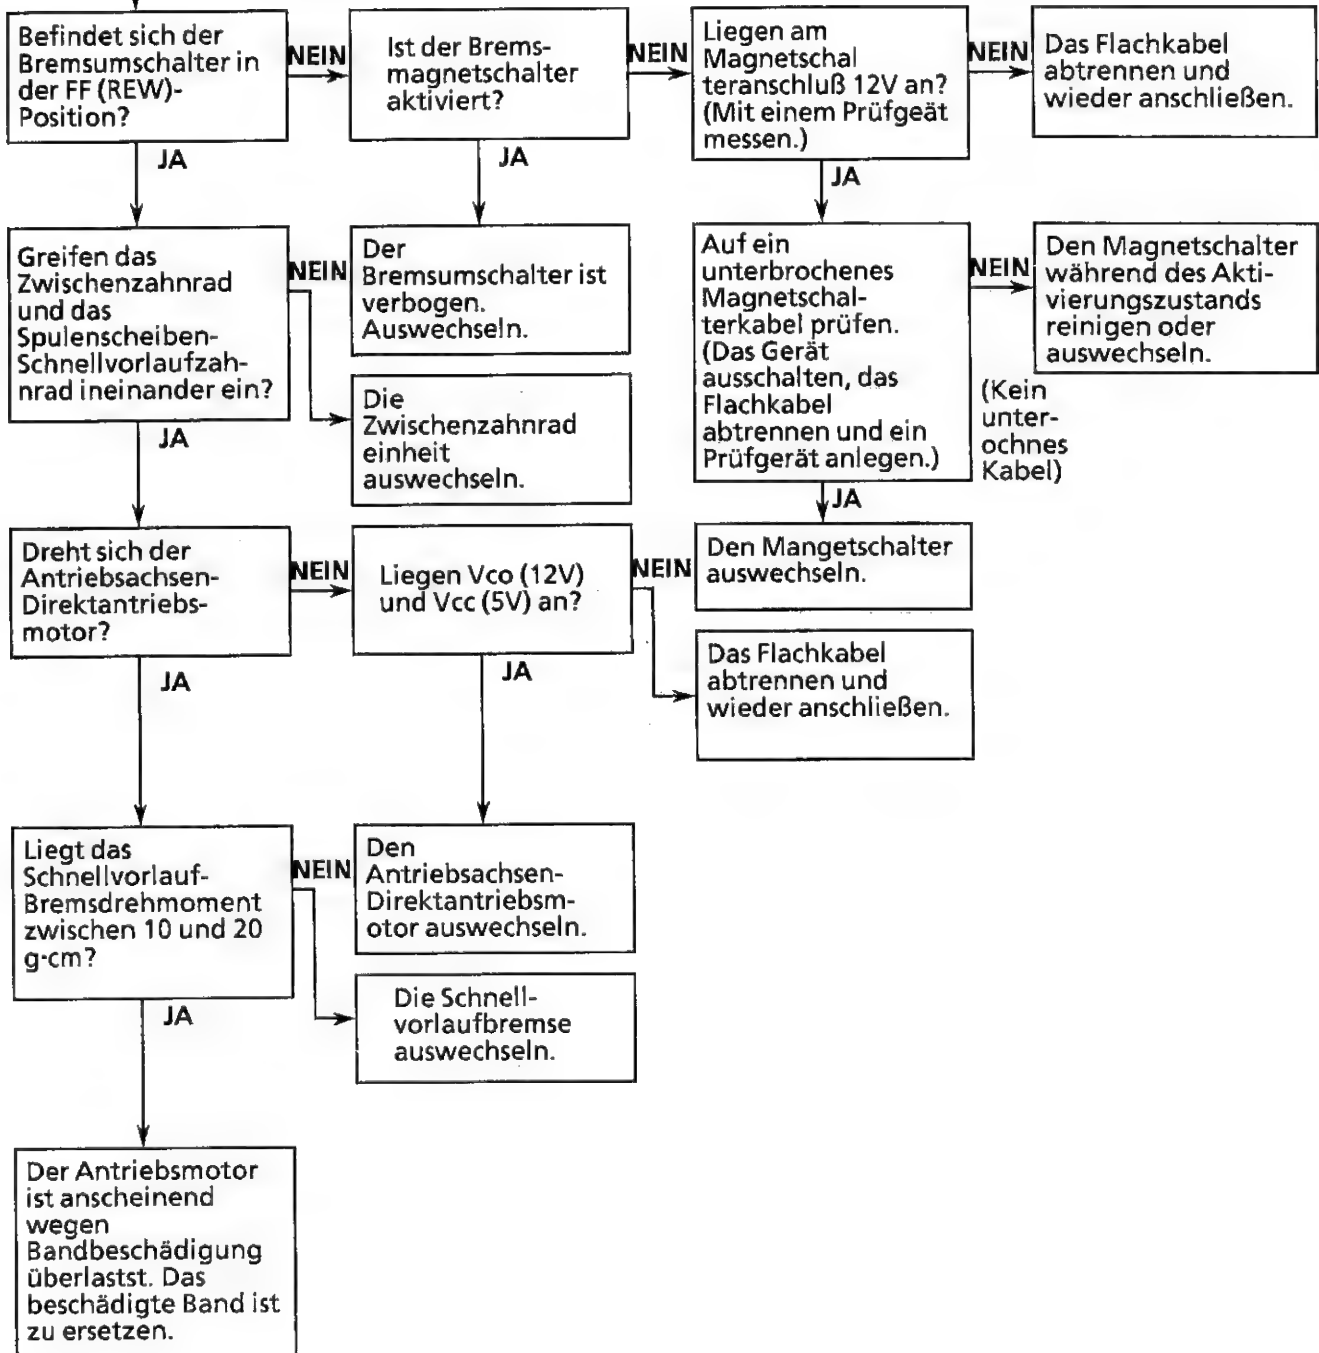 Befindet sich der
Bremsumschalter in
der FF (REW)-
Position?
NEIN
Ist der Brems-
magnetschalter
aktiviert?
NEIN
Liegen am
Magnetschal
teranschluß 12V an?
(Mit einem Prüfgeät
messen.)
NEIN
Das Flachkabel
abtrennen und
wieder anschließen.
JA
JA
JA
Greifen das
Zwischenzahnrad
und das
Spulenscheiben-
Schnellvorlaufzah-
nrad ineinander ein?
NEIN
Der
Bremsumschalter ist
verbogen.
Auswechseln.
Die
Zwischenzahnrad
einheit
auswechseln.
Auf ein
unterbrochenes
Magnetschal-
terkabel prüfen.
(Das Gerät
ausschalten, das
Flachkabel
abtrennen und ein
Prüfgerät anlegen.)
NEIN
Den Magnetschalter
während des Akti-
vierungszustands
reinigen oder
auswechseln.
(Kein
unter-
ochnes
Kabel)
JA
JA
Dreht sich der
Antriebsachsen-
Direktantriebs-
motor?
NEIN
Liegen Vco (12V)
und Vcc (5V) an?
NEIN
Den Mangetschalter
auswechseln.
Das Flachkabel
abtrennen und
wieder anschließen.
JA
JA
Liegt das
Schnellvorlauf-
Bremsdrehmoment
zwischen 10 und 20
g·cm?
NEIN
Den
Antriebsachsen-
Direktantriebsm-
otor auswechseln.
Die Schnell-
vorlaufbremse
auswechseln.
JA
Der Antriebsmotor
ist anscheinend
wegen
Bandbeschädigung
überlastst. Das
beschädigte Band ist
zu ersetzen.